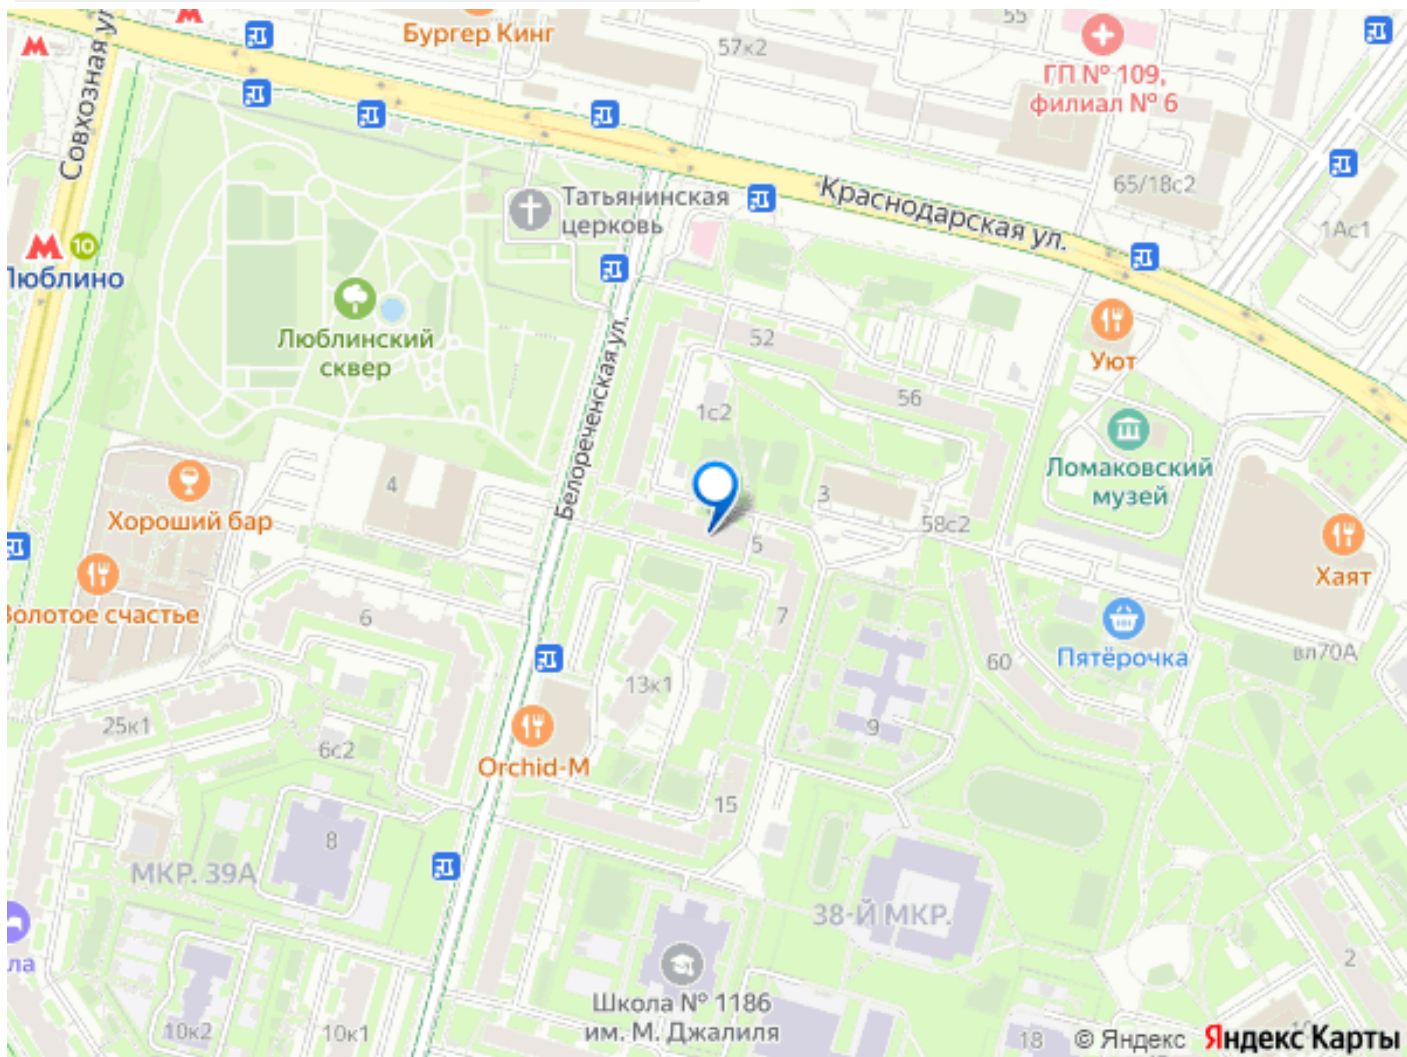 Бургер Кинг
55
57к2
ГП № 109,
филиал № 6
Совхозная ул
65/18с2
Татьянинская
церковь
Краснодарская ул.
1Ас1
10
Люблино
Люблинский
сквер
52
Белореченская ул.
Уют
56
1с2
Ломаковский
музей
4
3
Хороший бар
58с2
5
Хаят
Золотое счастье
6
7
Пятёрочка
вл70А
60
13к1
25к1
9
6с2
Orchid-М
15
8
МКР. 39А
38-Й МКР.
ла
2
Школа № 1186
им. М. Джалиля
10к2
10к1
18
© Яндекс Яндекс Карты